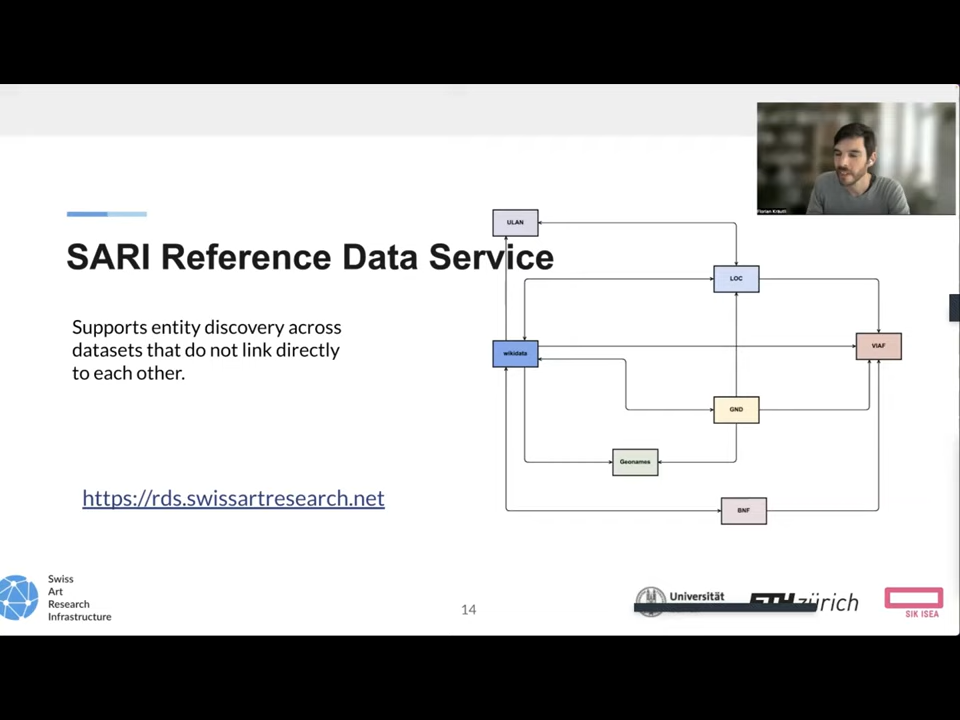 Florian Kräutli
ULAN
SARI Reference Data Service
LOC
Supports entity discovery across
datasets that do not link directly
to each other.
wikidata
VIAF
GND
Geonames
https://rds.swissartresearch.net
BNF
Swiss
Art
Research
Infrastructure
14
Universität
ETH zürich
SIK ISEA